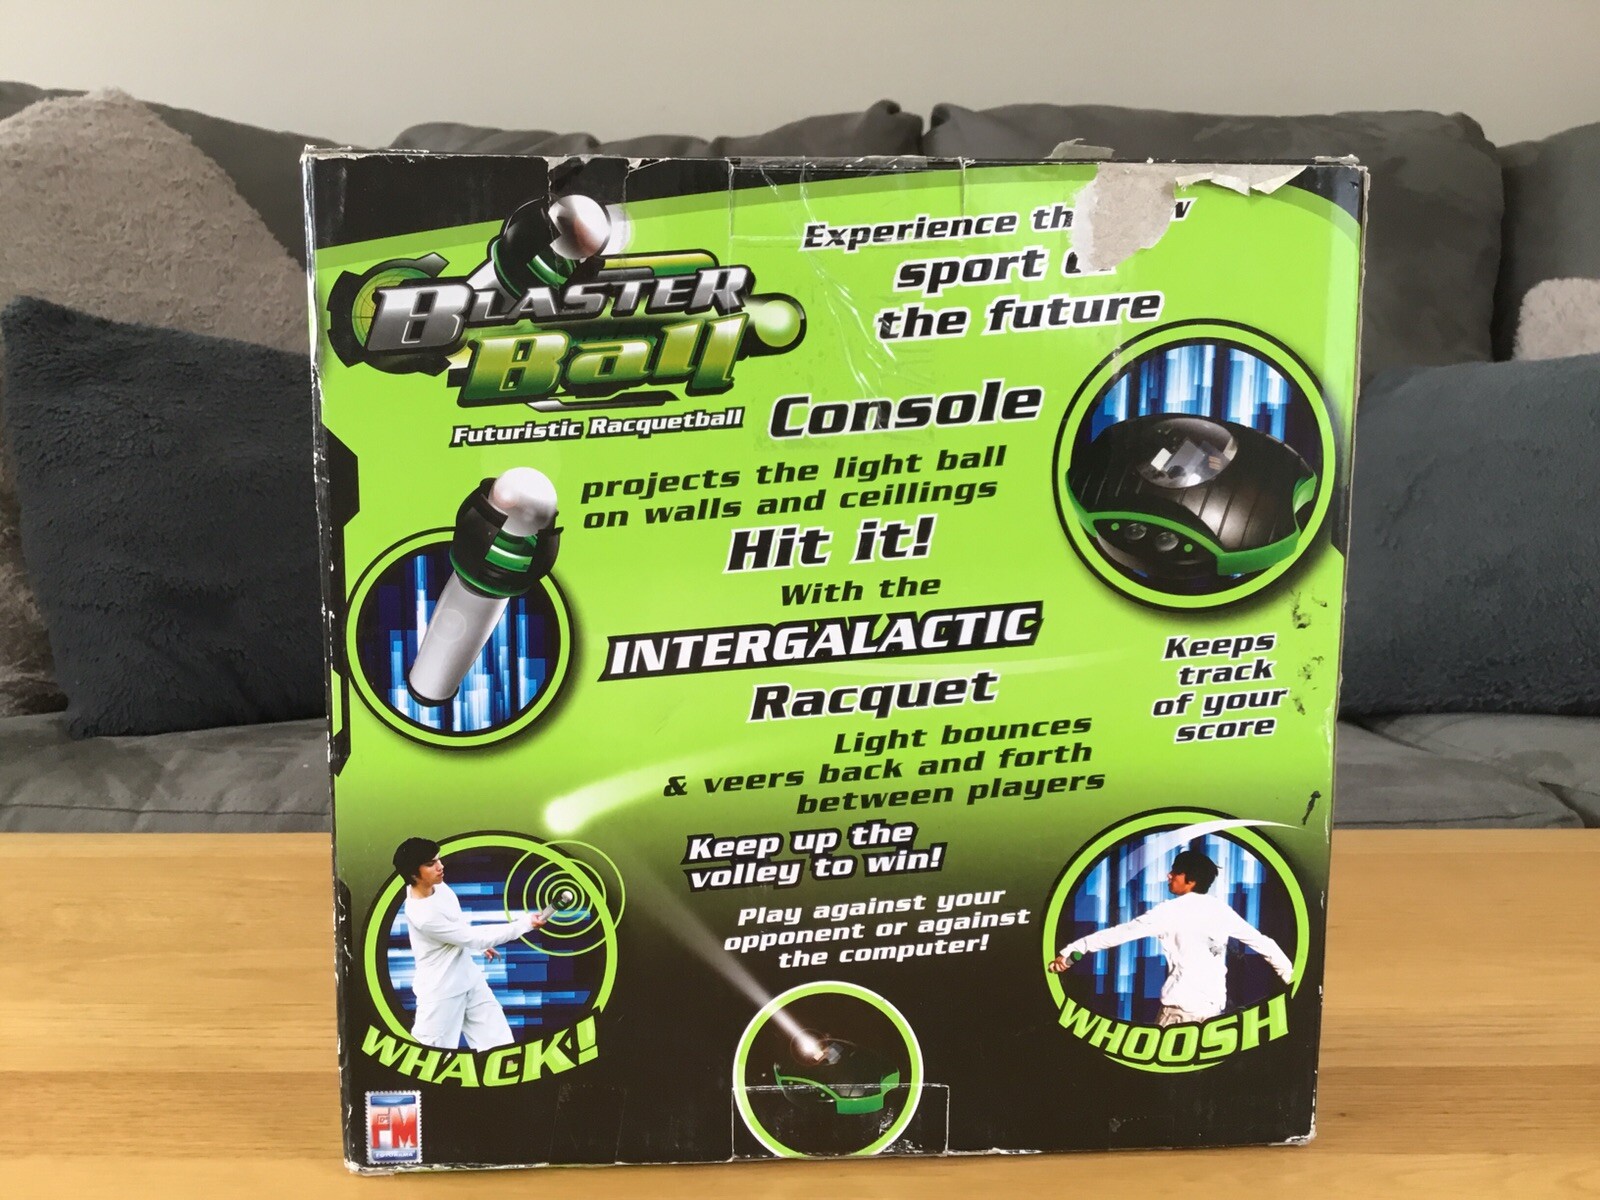 Experience th
sport
the future
BLASTER
Ball
Futuristic Racquetball
Console
projects the light ball
on walls and ceillings
Hit it!
With the
INTERGALACTIC
Racquet
Keeps
track
of your
score
Light bounces
& veers back and forth
between players
Keep up the
volley to win!
Play against your
opponent or against
the computer!
WHACK!
WHOOSH
FM